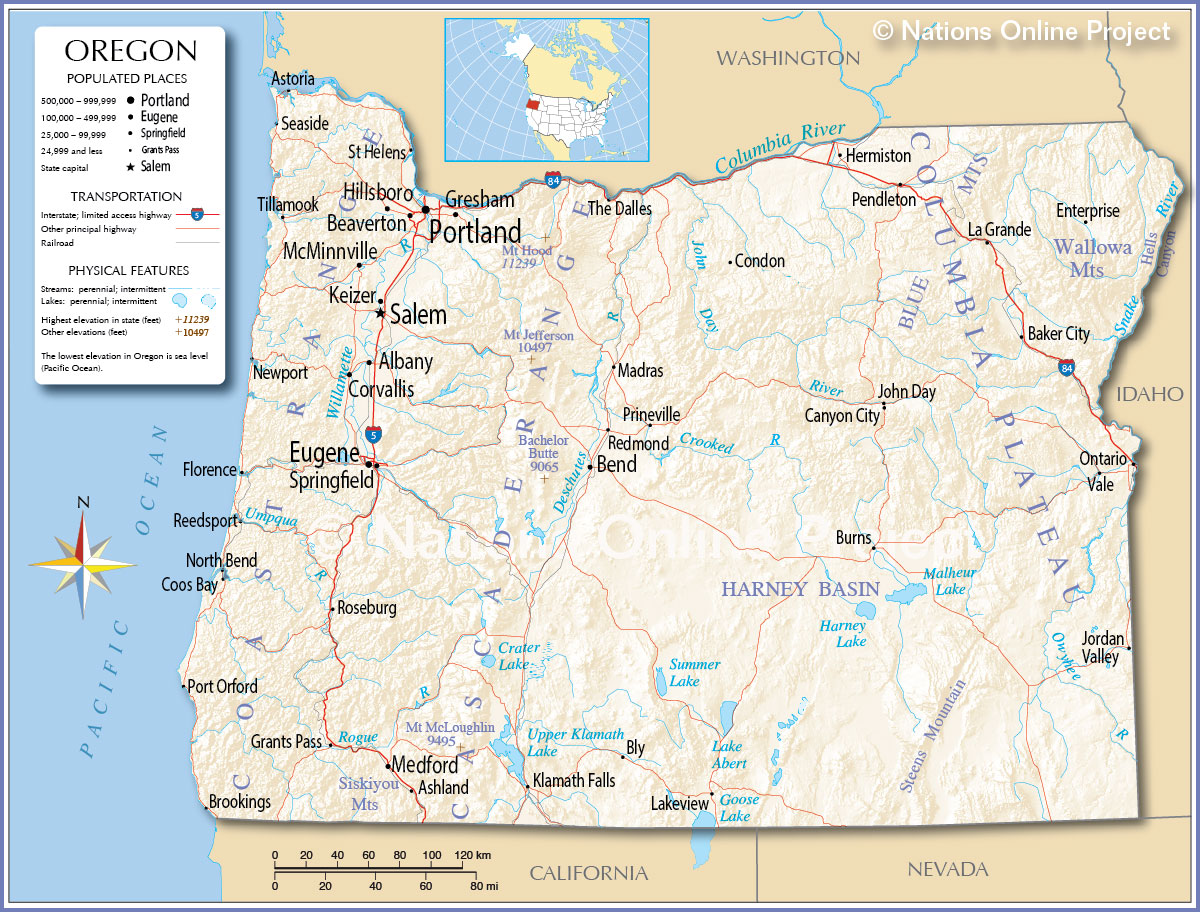 © Nations Online Project
OREGON
POPULATED PLACES
500,000 – 999,999 Portland
100,000 – 499,999 Eugene
25,000 – 99,999 Springfield
24,999 and less Grants Pass
State capital Salem
TRANSPORTATION
Interstate; limited access highway 5
Other principal highway
Railroad
PHYSICAL FEATURES
Streams: perennial; intermittent
Lakes: perennial; intermittent
Highest elevation in state (feet) +11239
Other elevations (feet) +10497
The lowest elevation in Oregon is sea level
(Pacific Ocean).
WASHINGTON
IDAHO
CALIFORNIA
NEVADA
PACIFIC OCEAN
N
Astoria
Seaside
St Helens
Tillamook
Hillsboro
Gresham
Beaverton
Portland
McMinnville
Keizer
Salem
Albany
Corvallis
Newport
Eugene
Springfield
Florence
Reedsport
North Bend
Coos Bay
Roseburg
Port Orford
Grants Pass
Medford
Ashland
Brookings
The Dalles
Condon
Hermiston
Pendleton
La Grande
Enterprise
Baker City
Madras
Prineville
Redmond
Bend
John Day
Canyon City
Ontario
Vale
Burns
Jordan
Valley
Bly
Klamath Falls
Lakeview
84
84
5
Columbia River
Willamette
R
John
Day
River
R
Deschutes
Crooked
R
Umpqua
R
Rogue
R
Snake
River
Hells
Canyon
Owyhee
R
Malheur
Lake
Harney
Lake
Crater
Lake
Summer
Lake
Upper Klamath
Lake
Lake
Abert
Goose
Lake
COAST RANGE
CASCADE RANGE
COLUMBIA PLATEAU
BLUE
MTS
Wallowa
Mts
HARNEY BASIN
Steens Mountain
Siskiyou
Mts
Mt Hood
11239
Mt Jefferson
10497
Bachelor
Butte
9065
Mt McLoughlin
9495
© Nations Online Project
0 20 40 60 80 100 120 km
0 20 40 60 80 mi